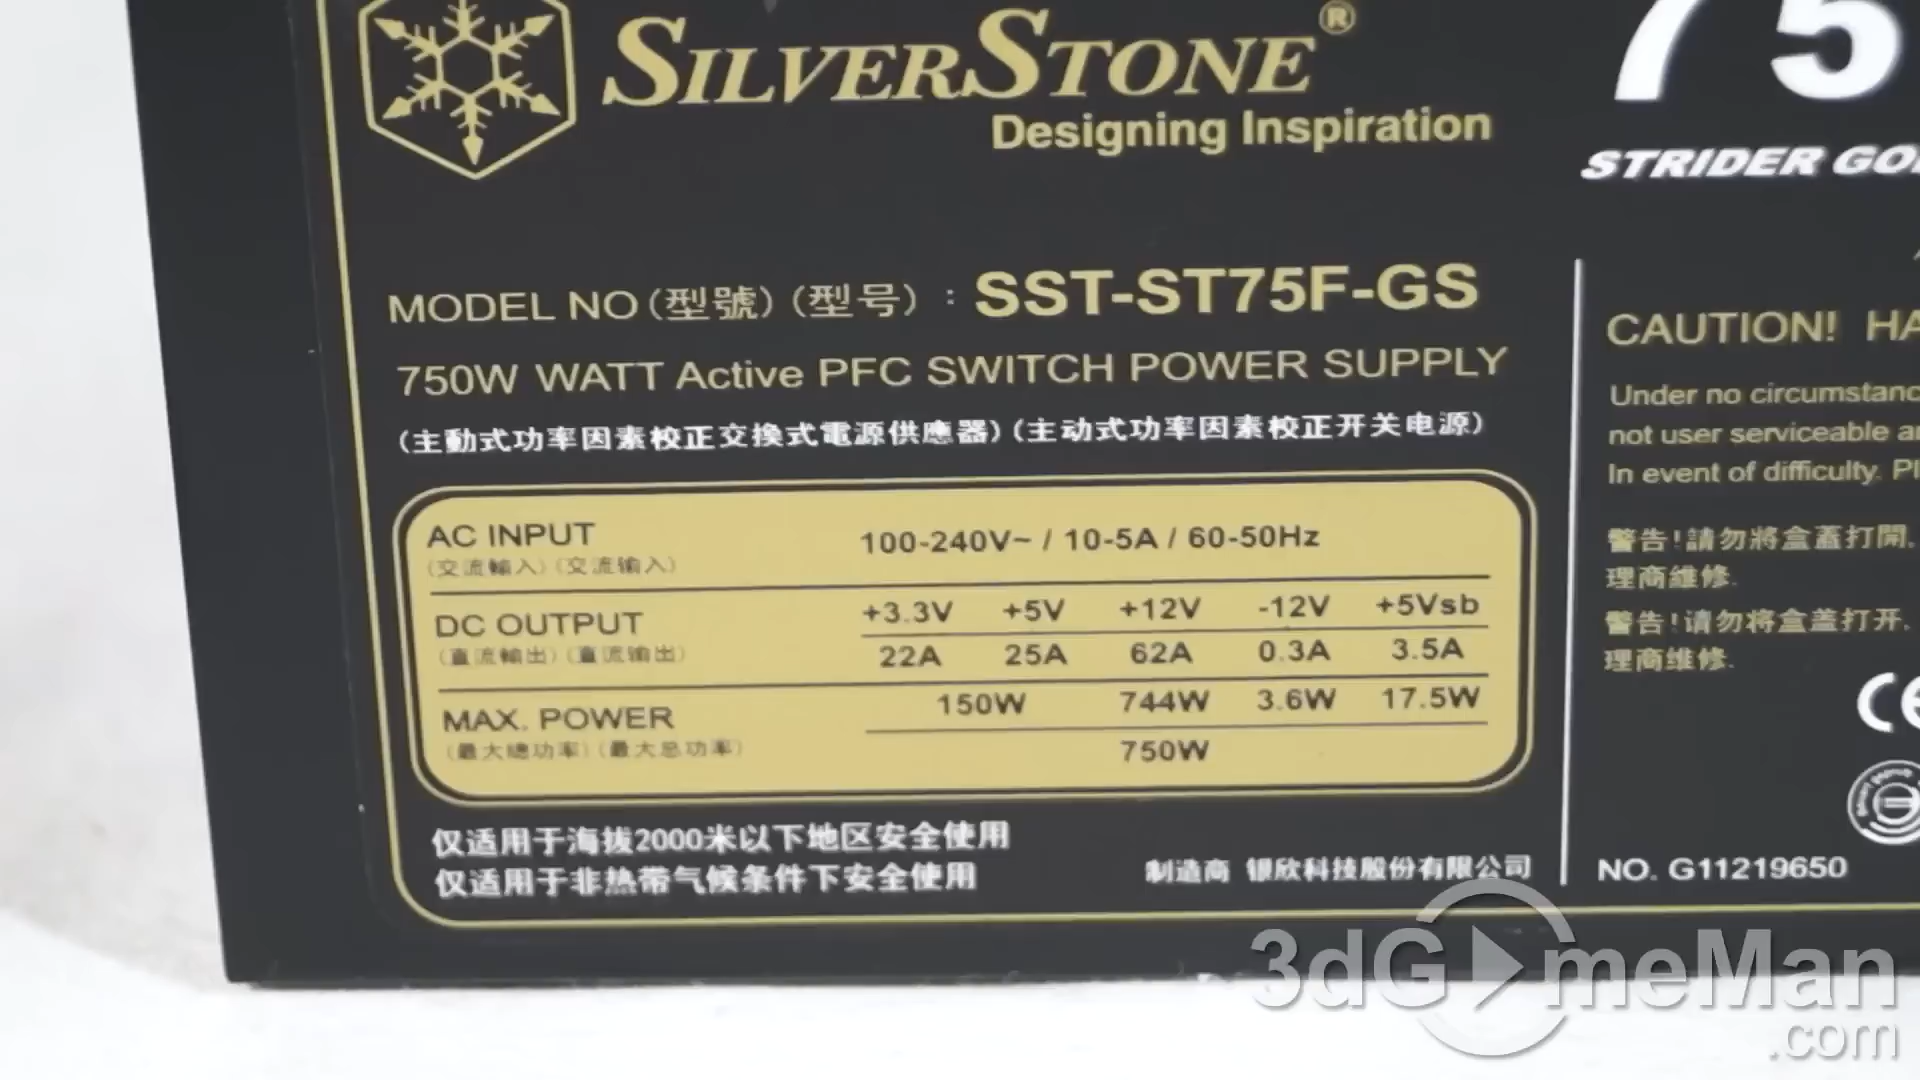 SILVERSTONE®
Designing Inspiration
75
STRIDER GO
MODEL NO (型號) (型号) : SST-ST75F-GS
750W WATT Active PFC SWITCH POWER SUPPLY
(主動式功率因素校正交換式電源供應器) (主动式功率因素校正开关电源)
AC INPUT 100-240V~ / 10-5A / 60-50Hz
(交流輸入) (交流输入)
DC OUTPUT +3.3V +5V +12V -12V +5Vsb
(直流輸出) (直流输出) 22A 25A 62A 0.3A 3.5A
MAX. POWER 150W 744W 3.6W 17.5W
(最大總功率) (最大总功率) 750W
仅适用于海拔2000米以下地区安全使用
仅适用于非热带气候条件下安全使用
制造商 银欣科技股份有限公司
CAUTION! HA
Under no circumstanc
not user serviceable a
In event of difficulty. Pl
警告!請勿將盒蓋打開,
理商維修.
警告!请勿将盒盖打开,
理商维修.
CE
NO. G11219650
3dGameMan
.com